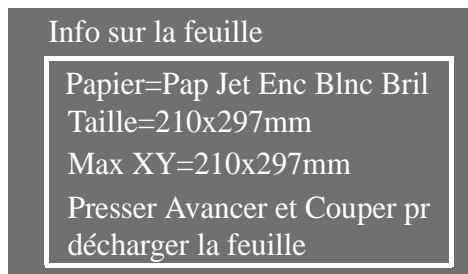 Info sur la feuille
Papier=Pap Jet Enc Blnc Bril
Taille=210x297mm
Max XY=210x297mm
Presser Avancer et Couper pr
décharger la feuille